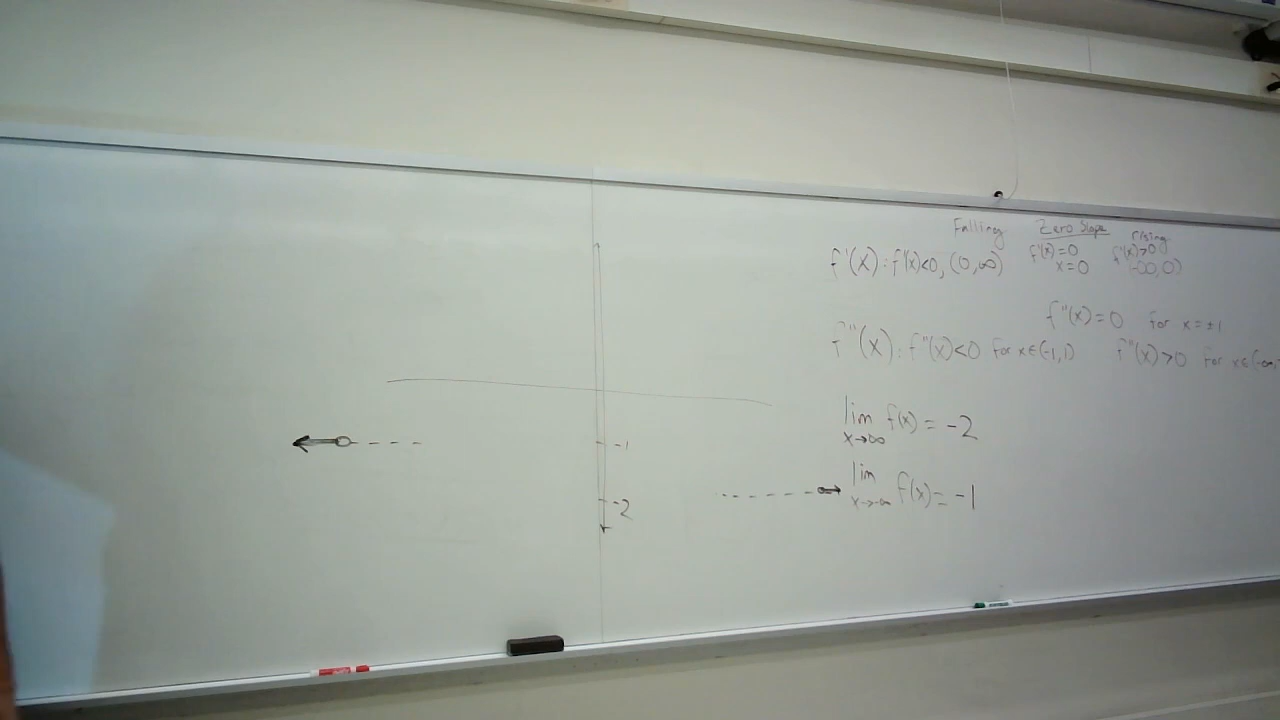 Falling Zero Slope rising
f'(x): f'(x)<0, (0,∞) f'(x)=0 f'(x)>0
x=0 -∞,0)
f''(x)=0 for x=±1
f''(x): f''(x)<0 for x∈(-1,1) f''(x)>0 for x∈(-∞,
lim f(x) = -2
x→∞
-1
lim f(x) = -1
x→-∞
-2